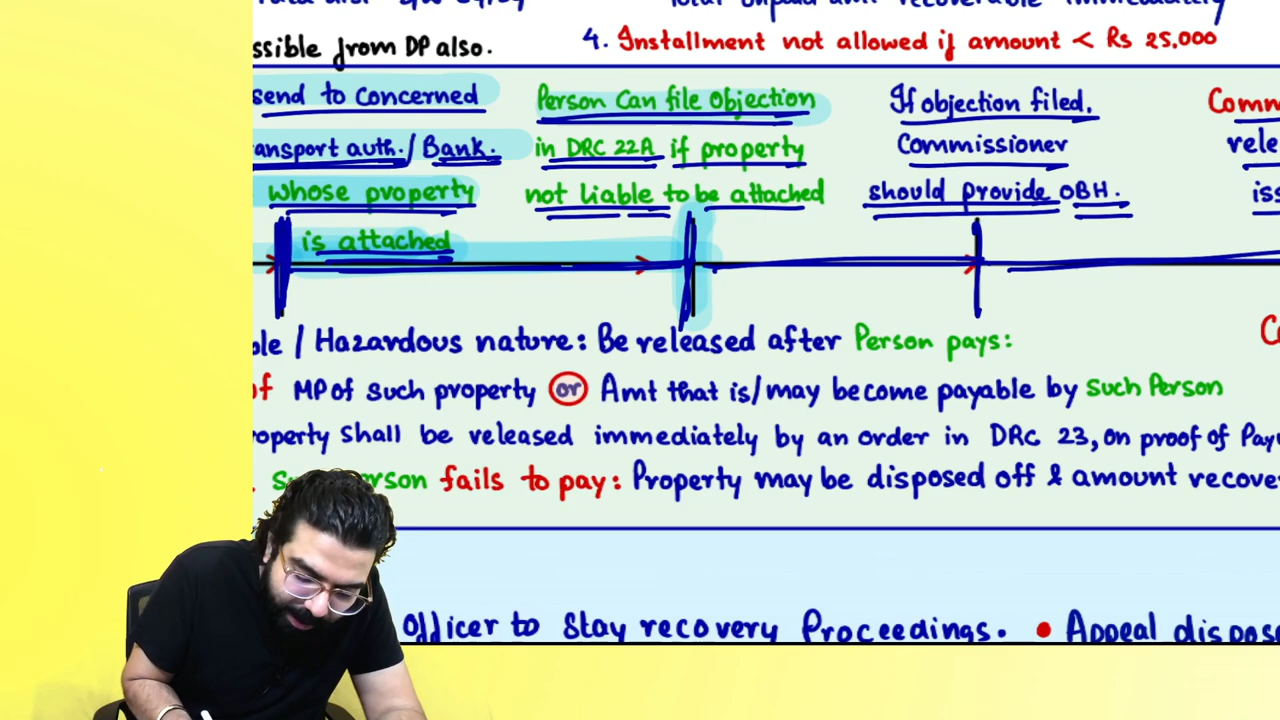 4. Installment not allowed if amount < Rs 25,000
ssible from DP also.
send to Concerned
ansport auth. / Bank.
whose property
is attached
Person Can file Objection
in DRC 22A if property
not liable to be attached
If objection filed.
Commissioner
should provide OBH.
Comm
rele
iss
ble / Hazardous nature: Be released after Person pays:
of MP of such property or Amt that is/may become payable by such Person
roperty shall be released immediately by an order in DRC 23, on proof of Pay
fails to pay: Property may be disposed off & amount recove
Officer to Stay recovery Proceedings. • Appeal dispos